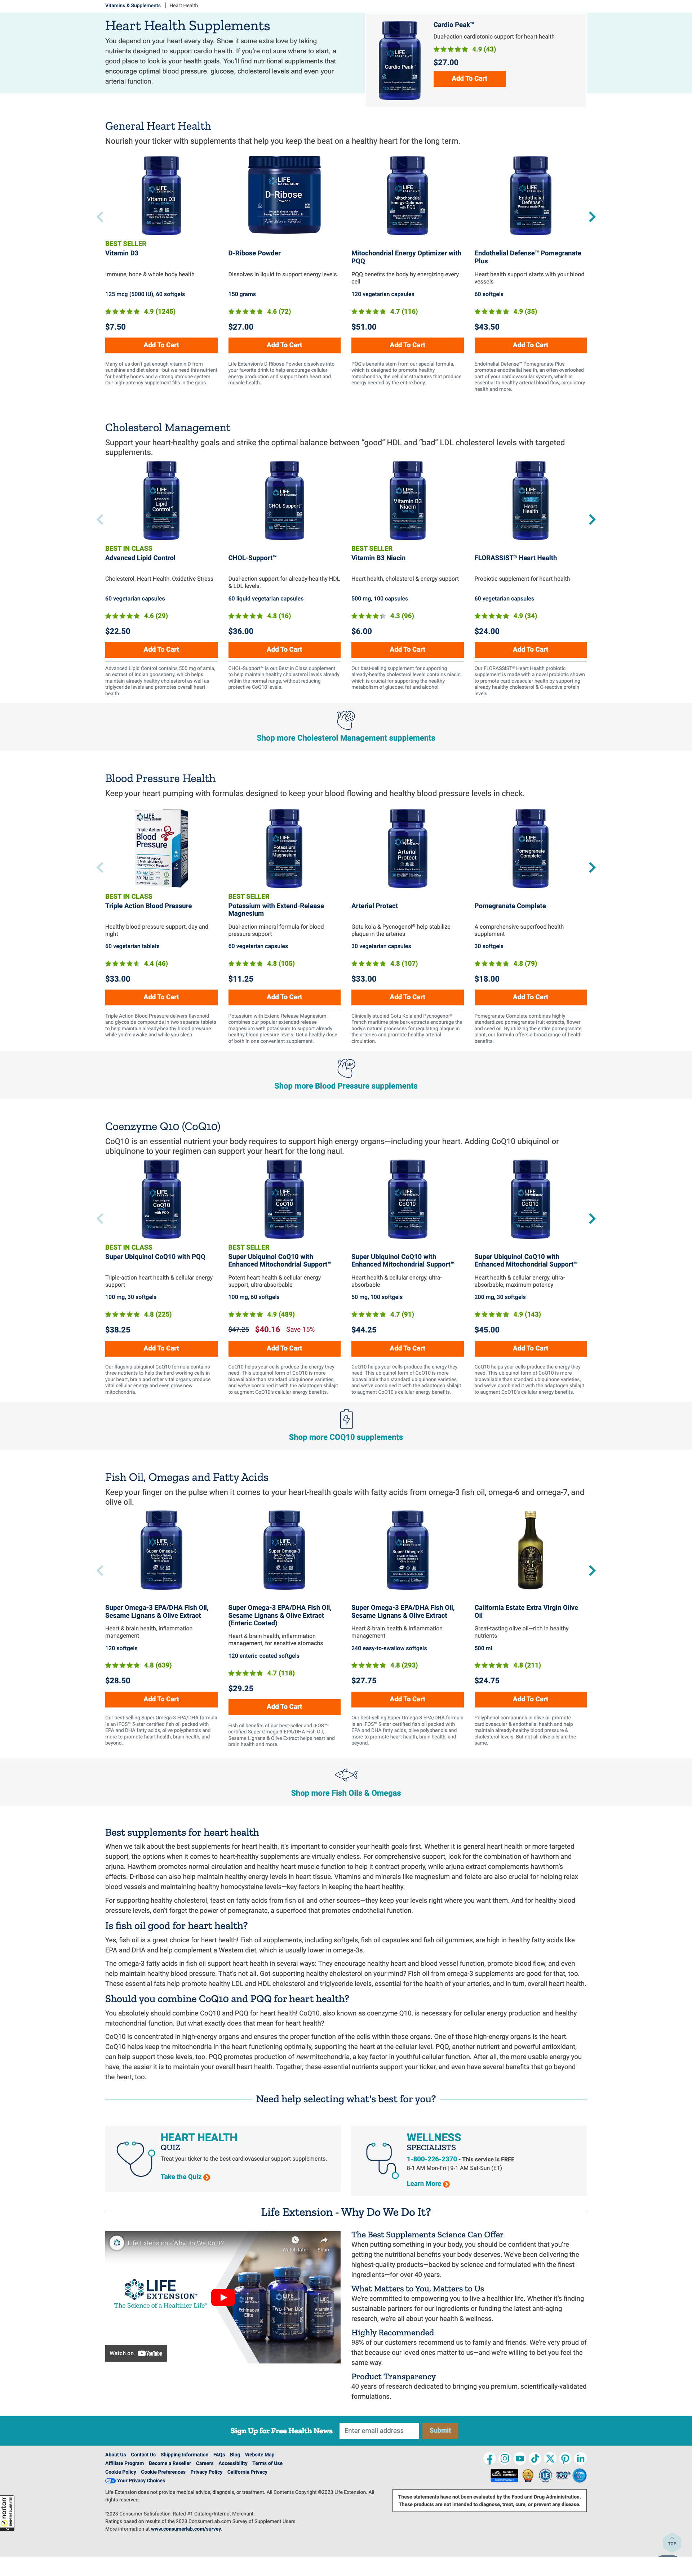 Vitamins & Supplements | Heart Health
Heart Health Supplements
You depend on your heart every day. Show it some extra love by taking
nutrients designed to support cardio health. If you're not sure where to start, a
good place to look is your health goals. You'll find nutritional supplements that
encourage optimal blood pressure, glucose, cholesterol levels and even your
arterial function.
LIFE EXTENSION
Cardio Peak™
Cardio Peak™
Dual-action cardiotonic support for heart health
4.9 (43)
$27.00
Add To Cart
General Heart Health
Nourish your ticker with supplements that help you keep the beat on a healthy heart for the long term.
BEST SELLER
Vitamin D3
Immune, bone & whole body health
125 mcg (5000 IU), 60 softgels
4.9 (1245)
$7.50
Add To Cart
Many of us don't get enough vitamin D from
sunshine and diet alone—but we need this nutrient
for healthy bones and a strong immune system.
Our high-potency supplement fills in the gaps.
D-Ribose Powder
Dissolves in liquid to support energy levels.
150 grams
4.6 (72)
$27.00
Add To Cart
Life Extension's D-Ribose Powder dissolves into
your favorite drink to help encourage cellular
energy production and support both heart and
muscle health.
Mitochondrial Energy Optimizer with
PQQ
PQQ benefits the body by energizing every
cell
120 vegetarian capsules
4.7 (116)
$51.00
Add To Cart
PQQ's benefits stem from our special formula,
which is designed to promote healthy
mitochondria, the cellular structures that produce
energy needed by the entire body.
Endothelial Defense™ Pomegranate
Plus
Heart health support starts with your blood
vessels
60 softgels
4.9 (35)
$43.50
Add To Cart
Endothelial Defense™ Pomegranate Plus
promotes endothelial health, an often-overlooked
part of your cardiovascular system, which is
essential to healthy arterial blood flow, circulatory
health and more.
Cholesterol Management
Support your heart-healthy goals and strike the optimal balance between "good" HDL and "bad" LDL cholesterol levels with targeted
supplements.
BEST IN CLASS
Advanced Lipid Control
Cholesterol, Heart Health, Oxidative Stress
60 vegetarian capsules
4.6 (29)
$22.50
Add To Cart
Advanced Lipid Control contains 500 mg of amla,
an extract of Indian gooseberry, which helps
maintain already healthy cholesterol as well as
triglyceride levels and promotes overall heart
health.
CHOL-Support™
Dual-action support for already-healthy HDL
& LDL levels.
60 liquid vegetarian capsules
4.8 (16)
$36.00
Add To Cart
CHOL-Support™ is our Best in Class supplement
to help maintain healthy cholesterol levels already
within the normal range, without reducing
protective CoQ10 levels.
BEST SELLER
Vitamin B3 Niacin
Heart health, cholesterol & energy support
500 mg, 100 capsules
4.3 (96)
$6.00
Add To Cart
Our best-selling supplement for supporting
already-healthy cholesterol levels contains niacin,
which is crucial for supporting the healthy
metabolism of glucose, fat and alcohol.
FLORASSIST® Heart Health
Probiotic supplement for heart health
60 vegetarian capsules
4.9 (34)
$24.00
Add To Cart
Our FLORASSIST® Heart Health probiotic
supplement is made with a novel probiotic shown
to promote cardiovascular health by supporting
already healthy cholesterol & C-reactive protein
levels.
Shop more Cholesterol Management supplements
Blood Pressure Health
Keep your heart pumping with formulas designed to keep your blood flowing and healthy blood pressure levels in check.
BEST IN CLASS
Triple Action Blood Pressure
Healthy blood pressure support, day and
night
60 vegetarian tablets
4.4 (46)
$33.00
Add To Cart
Triple Action Blood Pressure delivers flavonoid
and glycoside compounds in two separate tablets
to help maintain already-healthy blood pressure
while you're awake and while you sleep.
BEST SELLER
Potassium with Extend-Release
Magnesium
Dual-action mineral formula for blood
pressure support
60 vegetarian capsules
4.8 (105)
$11.25
Add To Cart
Potassium with Extend-Release Magnesium
combines our popular extended-release
magnesium with potassium to support already
healthy blood pressure levels. Get a healthy dose
of both in one convenient supplement.
Arterial Protect
Gotu kola & Pycnogenol® help stabilize
plaque in the arteries
30 vegetarian capsules
4.8 (107)
$33.00
Add To Cart
Clinically studied Gotu Kola and Pycnogenol®
French maritime pine bark extracts encourage the
body's natural processes for regulating plaque in
the arteries and promote healthy arterial
circulation.
Pomegranate Complete
A comprehensive superfood health
supplement
30 softgels
4.8 (79)
$18.00
Add To Cart
Pomegranate Complete combines highly
standardized pomegranate fruit extracts, flower
and seed oil. By utilizing the entire pomegranate
plant, our formula offers a broad range of health
benefits.
Shop more Blood Pressure supplements
Coenzyme Q10 (CoQ10)
CoQ10 is an essential nutrient your body requires to support high energy organs—including your heart. Adding CoQ10 ubiquinol or
ubiquinone to your regimen can support your heart for the long haul.
BEST IN CLASS
Super Ubiquinol CoQ10 with PQQ
Triple-action heart health & cellular energy
support
100 mg, 30 softgels
4.8 (225)
$38.25
Add To Cart
Our flagship ubiquinol CoQ10 formula contains
three nutrients to help the hard-working cells in
your heart, brain and other vital organs produce
vital cellular energy and even grow new
mitochondria.
BEST SELLER
Super Ubiquinol CoQ10 with
Enhanced Mitochondrial Support™
Potent heart health & cellular energy
support, ultra-absorbable
100 mg, 60 softgels
4.9 (489)
$47.25 | $40.16 | Save 15%
Add To Cart
CoQ10 helps your cells produce the energy they
need. This ubiquinol form of CoQ10 is more
bioavailable than standard ubiquinone varieties,
and we've combined it with the adaptogen shilajit
to augment CoQ10's cellular energy benefits.
Super Ubiquinol CoQ10 with
Enhanced Mitochondrial Support™
Heart health & cellular energy, ultra-
absorbable
50 mg, 100 softgels
4.7 (91)
$44.25
Add To Cart
CoQ10 helps your cells produce the energy they
need. This ubiquinol form of CoQ10 is more
bioavailable than standard ubiquinone varieties,
and we've combined it with the adaptogen shilajit
to augment CoQ10's cellular energy benefits.
Super Ubiquinol CoQ10 with
Enhanced Mitochondrial Support™
Heart health & cellular energy, ultra-
absorbable, maximum potency
200 mg, 30 softgels
4.9 (143)
$45.00
Add To Cart
CoQ10 helps your cells produce the energy they
need. This ubiquinol form of CoQ10 is more
bioavailable than standard ubiquinone varieties,
and we've combined it with the adaptogen shilajit
to augment CoQ10's cellular energy benefits.
Shop more COQ10 supplements
Fish Oil, Omegas and Fatty Acids
Keep your finger on the pulse when it comes to your heart-health goals with fatty acids from omega-3 fish oil, omega-6 and omega-7, and
olive oil.
Super Omega-3 EPA/DHA Fish Oil,
Sesame Lignans & Olive Extract
Heart & brain health, inflammation
management
120 softgels
4.8 (639)
$28.50
Add To Cart
Our best-selling Super Omega-3 EPA/DHA formula
is an IFOS™ 5-star certified fish oil packed with
EPA and DHA fatty acids, olive polyphenols and
more to promote heart health, brain health, and
beyond.
Super Omega-3 EPA/DHA Fish Oil,
Sesame Lignans & Olive Extract
(Enteric Coated)
Heart & brain health, inflammation
management, for sensitive stomachs
120 enteric-coated softgels
4.7 (118)
$29.25
Add To Cart
Fish oil benefits of our best-seller and IFOS™-
certified Super Omega-3 EPA/DHA Fish Oil,
Sesame Lignans & Olive Extract helps heart and
brain health and more.
Super Omega-3 EPA/DHA Fish Oil,
Sesame Lignans & Olive Extract
Heart & brain health & inflammation
management
240 easy-to-swallow softgels
4.8 (293)
$27.75
Add To Cart
Our best-selling Super Omega-3 EPA/DHA formula
is an IFOS™ 5-star certified fish oil packed with
EPA and DHA fatty acids, olive polyphenols and
more to promote heart health, brain health, and
beyond.
California Estate Extra Virgin Olive
Oil
Great-tasting olive oil—rich in healthy
nutrients
500 ml
4.8 (211)
$24.75
Add To Cart
Polyphenol compounds in olive oil promote
cardiovascular & endothelial health and help
maintain already healthy blood pressure &
cholesterol levels. But not all olive oils are the
same.
Shop more Fish Oils & Omegas
Best supplements for heart health
When we talk about the best supplements for heart health, it's important to consider your health goals first. Whether it is general heart health or more targeted
support, the options when it comes to heart-healthy supplements are virtually endless. For comprehensive support, look for the combination of hawthorn and
arjuna. Hawthorn promotes normal circulation and healthy heart muscle function to help it contract properly, while arjuna extract complements hawthorn's
effects. D-ribose can also help maintain healthy energy levels in heart tissue. Vitamins and minerals like magnesium and folate are also crucial for helping relax
blood vessels and maintaining healthy homocysteine levels—key factors in keeping the heart healthy.
For supporting healthy cholesterol, feast on fatty acids from fish oil and other sources—they keep your levels right where you want them. And for healthy blood
pressure levels, don't forget the power of pomegranate, a superfood that promotes endothelial function.
Is fish oil good for heart health?
Yes, fish oil is a great choice for heart health! Fish oil supplements, including softgels, fish oil capsules and fish oil gummies, are high in healthy fatty acids like
EPA and DHA and help complement a Western diet, which is usually lower in omega-3s.
The omega-3 fatty acids in fish oil support heart health in several ways: They encourage healthy heart and blood vessel function, promote blood flow, and even
help maintain healthy blood pressure. That's not all. Got supporting healthy cholesterol on your mind? Fish oil from omega-3 supplements are good for that, too.
These essential fats help promote healthy LDL and HDL cholesterol and triglyceride levels, essential for the health of your arteries, and in turn, overall heart health.
Should you combine CoQ10 and PQQ for heart health?
You absolutely should combine CoQ10 and PQQ for heart health! CoQ10, also known as coenzyme Q10, is necessary for cellular energy production and healthy
mitochondrial function. But what exactly does that mean for heart health?
CoQ10 is concentrated in high-energy organs and ensures the proper function of the cells within those organs. One of those high-energy organs is the heart.
CoQ10 helps keep the mitochondria in the heart functioning optimally, supporting the heart at the cellular level. PQQ, another nutrient and powerful antioxidant,
can help support those levels, too. PQQ promotes production of new mitochondria, a key factor in youthful cellular function. After all, the more usable energy you
have, the easier it is to maintain your overall heart health. Together, these essential nutrients support your ticker, and even have several benefits that go beyond
the heart, too.
Need help selecting what's best for you?
HEART HEALTH
QUIZ
Treat your ticker to the best cardiovascular support supplements.
Take the Quiz
WELLNESS
SPECIALISTS
1-800-226-2370 - This service is FREE
8-1 AM Mon-Fri | 9-1 AM Sat-Sun (ET)
Learn More
Life Extension - Why Do We Do It?
Life Extension - Why Do We Do It?
Watch later
Share
LIFE EXTENSION
The Science of a Healthier Life®
Watch on YouTube
The Best Supplements Science Can Offer
When putting something in your body, you should be confident that you're
getting the nutritional benefits your body deserves. We've been delivering the
highest-quality products—backed by science and formulated with the finest
ingredients—for over 40 years.
What Matters to You, Matters to Us
We're committed to empowering you to live a healthier life. Whether it's finding
sustainable partners for our ingredients or funding the latest anti-aging
research, we're all about your health & wellness.
Highly Recommended
98% of our customers recommend us to family and friends. We're very proud of
that because our loved ones matter to us—and we're willing to bet you feel the
same way.
Product Transparency
40 years of research dedicated to bringing you premium, scientifically-validated
formulations.
Sign Up for Free Health News
Enter email address
Submit
About Us Contact Us Shipping Information FAQs Blog Website Map
Affiliate Program Become a Reseller Careers Accessibility Terms of Use
Cookie Policy Cookie Preferences Privacy Policy California Privacy
Your Privacy Choices
Life Extension does not provide medical advice, diagnosis, or treatment. All Contents Copyright ©2023 Life Extension. All
rights reserved.
2023 Consumer Satisfaction, Rated #1 Catalog/Internet Merchant.
Ratings based on results of the 2023 ConsumerLab.com Survey of Supplement Users.
More information at www.consumerlab.com/survey.
These statements have not been evaluated by the Food and Drug Administration.
These products are not intended to diagnose, treat, cure, or prevent any disease.
norton
TOP